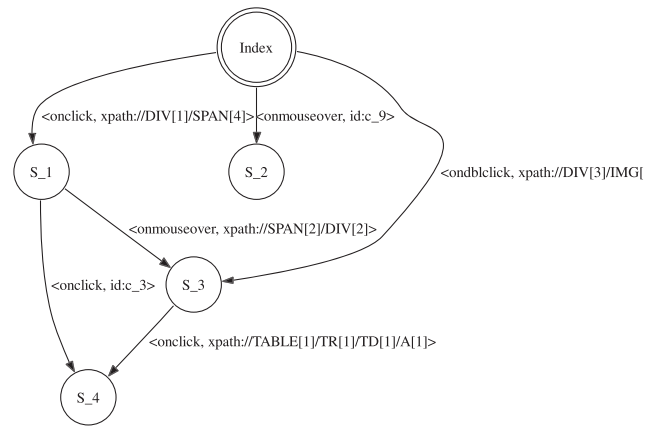 Index
<onclick, xpath://DIV[1]/SPAN[4]>
<onmouseover, id:c_9>
S_1
S_2
<ondblclick, xpath://DIV[3]/IMG[
<onmouseover, xpath://SPAN[2]/DIV[2]>
<onclick, id:c_3>
S_3
<onclick, xpath://TABLE[1]/TR[1]/TD[1]/A[1]>
S_4